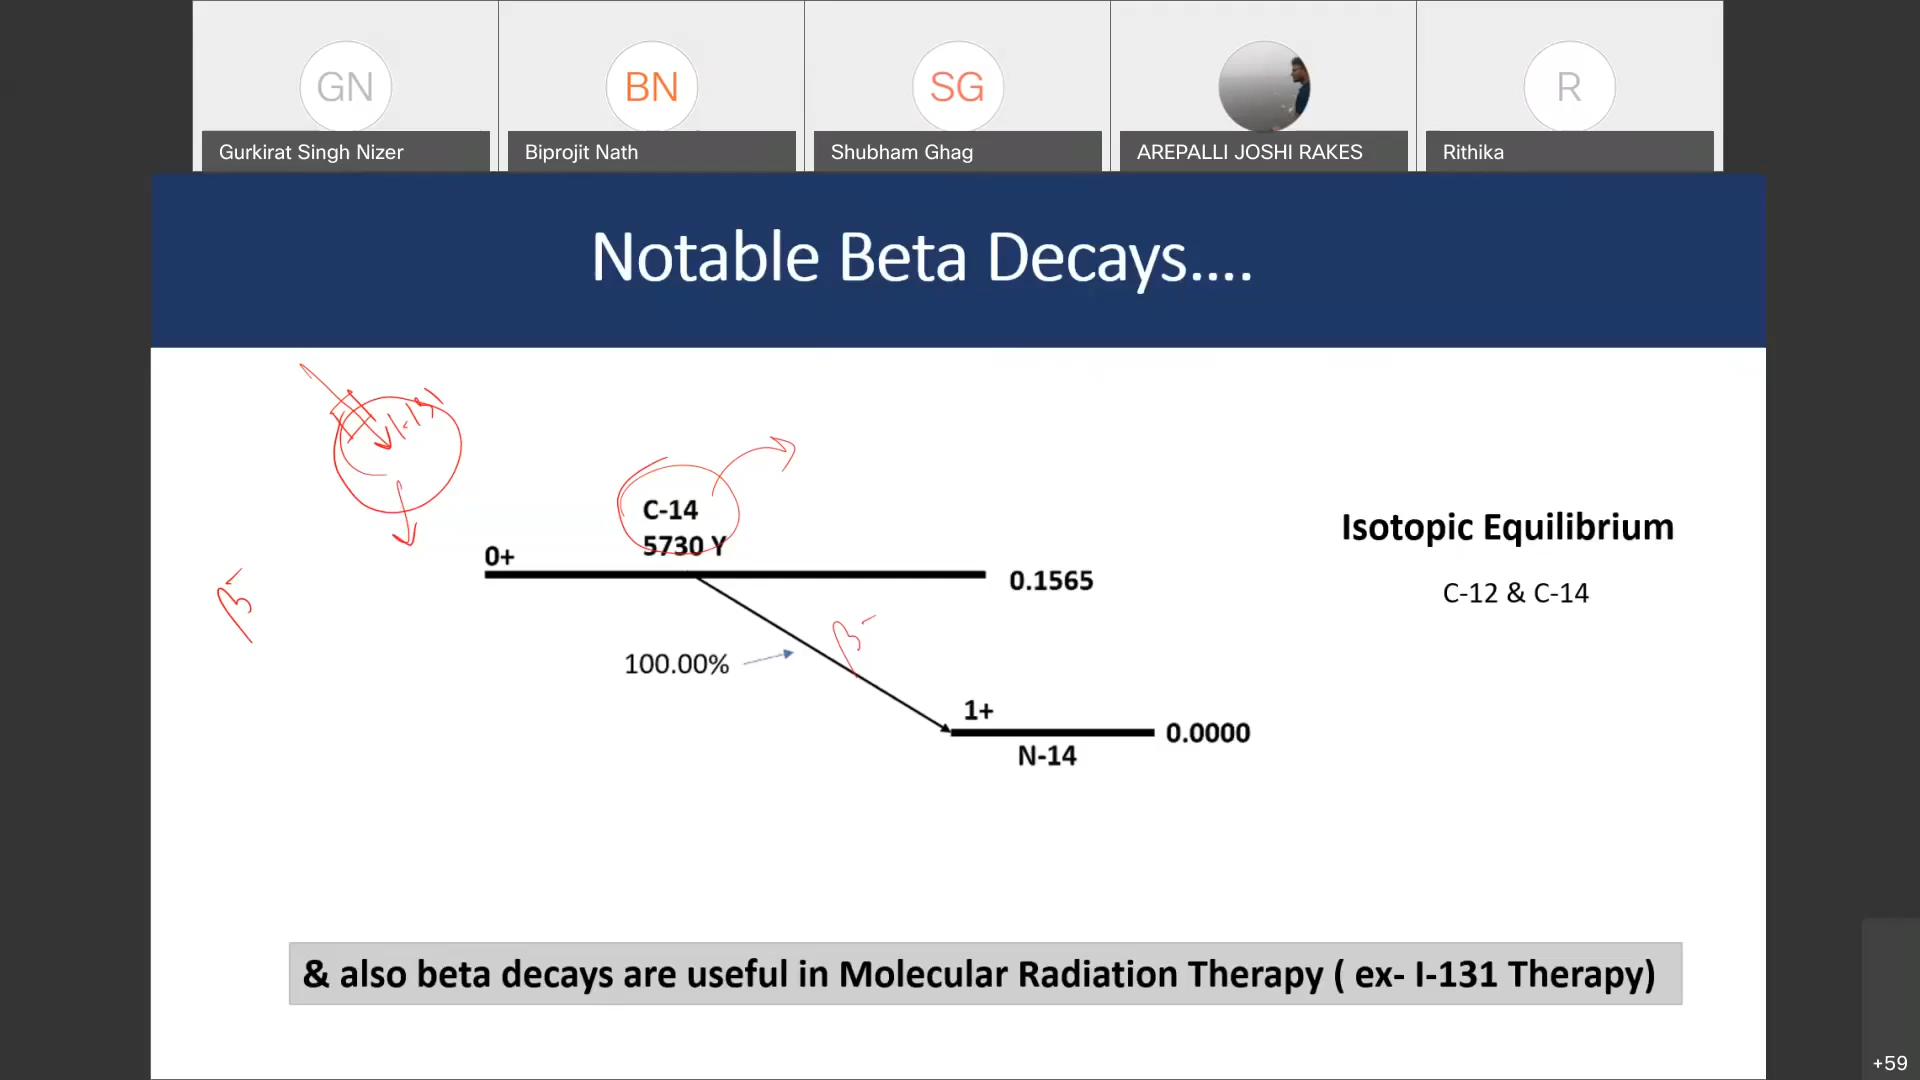 GN
BN
SG
R
Gurkirat Singh Nizer
Biprojit Nath
Shubham Ghag
AREPALLI JOSHI RAKES
Rithika
Notable Beta Decays....
I-131
C-14
5730 Y
0+
0.1565
Isotopic Equilibrium
C-12 & C-14
β-
β-
100.00%
1+
0.0000
N-14
& also beta decays are useful in Molecular Radiation Therapy ( ex- I-131 Therapy)
+59